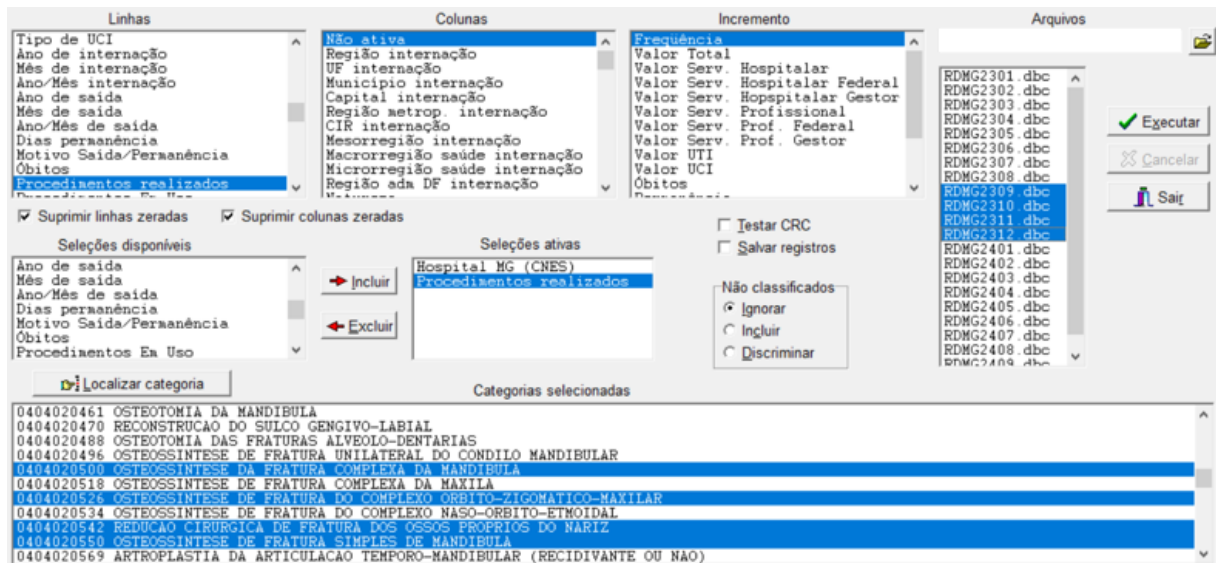 Linhas
Tipo de UCI
Ano de internação
Mês de internação
Ano/Mês internação
Ano de saída
Mês de saída
Ano/Mês de saída
Dias permanência
Motivo Saída/Permanência
Óbitos
Procedimentos realizados
Procedimentos Em Uso
Colunas
Não ativa
Região internação
UF internação
Município internação
Capital internação
Região metrop. internação
CIR internação
Mesorregião internação
Macrorregião saúde internação
Microrregião saúde internação
Região adm DF internação
Incremento
Frequência
Valor Total
Valor Serv. Hospitalar
Valor Serv. Hospitalar Federal
Valor Serv. Hopspitalar Gestor
Valor Serv. Profissional
Valor Serv. Prof. Federal
Valor Serv. Prof. Gestor
Valor UTI
Valor UCI
Óbitos
Arquivos
RDMG2301.dbc
RDMG2302.dbc
RDMG2303.dbc
RDMG2304.dbc
RDMG2305.dbc
RDMG2306.dbc
RDMG2307.dbc
RDMG2308.dbc
RDMG2309.dbc
RDMG2310.dbc
RDMG2311.dbc
RDMG2312.dbc
RDMG2401.dbc
RDMG2402.dbc
RDMG2403.dbc
RDMG2404.dbc
RDMG2405.dbc
RDMG2406.dbc
RDMG2407.dbc
RDMG2408.dbc
RDMG2409.dbc
Executar
Cancelar
Sair
Suprimir linhas zeradas
Suprimir colunas zeradas
Testar CRC
Salvar registros
Seleções disponíveis
Ano de saída
Mês de saída
Ano/Mês de saída
Dias permanência
Motivo Saída/Permanência
Óbitos
Procedimentos Em Uso
Incluir
Excluir
Seleções ativas
Hospital MG (CNES)
Procedimentos realizados
Não classificados
Ignorar
Incluir
Discriminar
Localizar categoria
Categorias selecionadas
0404020461 OSTEOTOMIA DA MANDIBULA
0404020470 RECONSTRUCAO DO SULCO GENGIVO-LABIAL
0404020488 OSTEOTOMIA DAS FRATURAS ALVEOLO-DENTARIAS
0404020496 OSTEOSSINTESE DE FRATURA UNILATERAL DO CONDILO MANDIBULAR
0404020500 OSTEOSSINTESE DA FRATURA COMPLEXA DA MANDIBULA
0404020518 OSTEOSSINTESE DE FRATURA COMPLEXA DA MAXILA
0404020526 OSTEOSSINTESE DE FRATURA DO COMPLEXO ORBITO-ZIGOMATICO-MAXILAR
0404020534 OSTEOSSINTESE DE FRATURA DO COMPLEXO NASO-ORBITO-ETMOIDAL
0404020542 REDUCAO CIRURGICA DE FRATURA DOS OSSOS PROPRIOS DO NARIZ
0404020550 OSTEOSSINTESE DE FRATURA SIMPLES DE MANDIBULA
0404020569 ARTROPLASTIA DA ARTICULACAO TEMPORO-MANDIBULAR (RECIDIVANTE OU NAO)